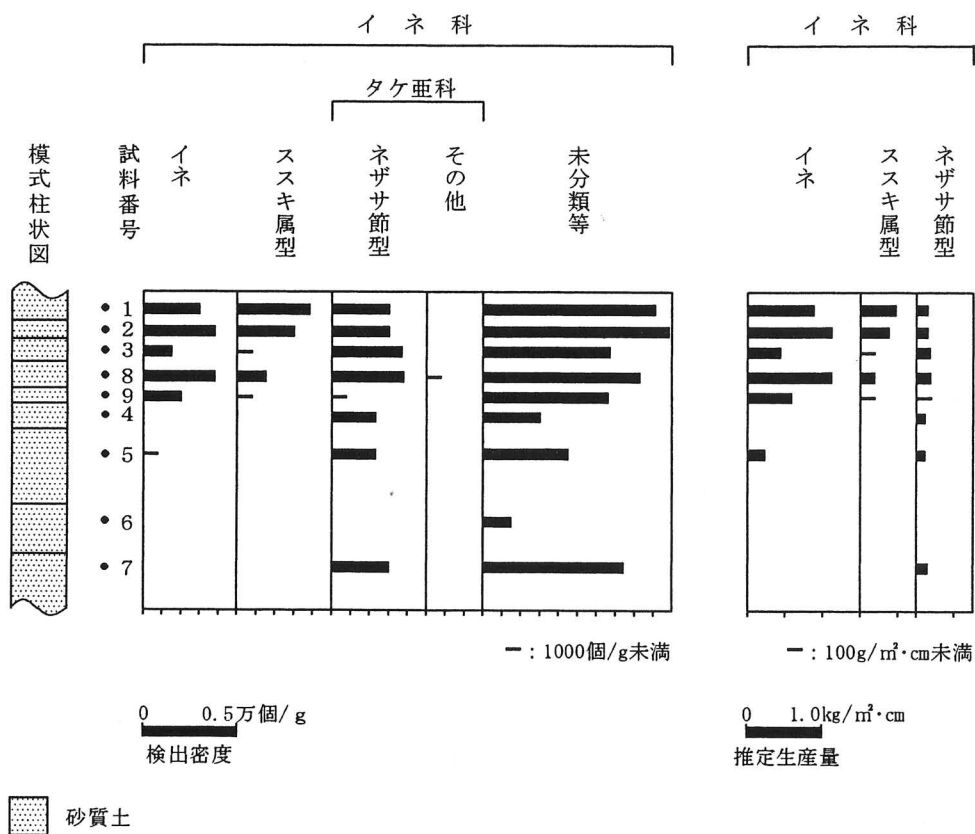 イネ科
イネ科
タケ亜科
模式柱状図
試料番号
イネ
ススキ属型
ネザサ節型
その他
未分類等
イネ
ススキ属型
ネザサ節型
1
2
3
8
9
4
5
6
7
ー：1000個/g未満
ー：100g/㎡・cm未満
0 0.5万個/g
検出密度
0 1.0kg/㎡・cm
推定生産量
砂質土